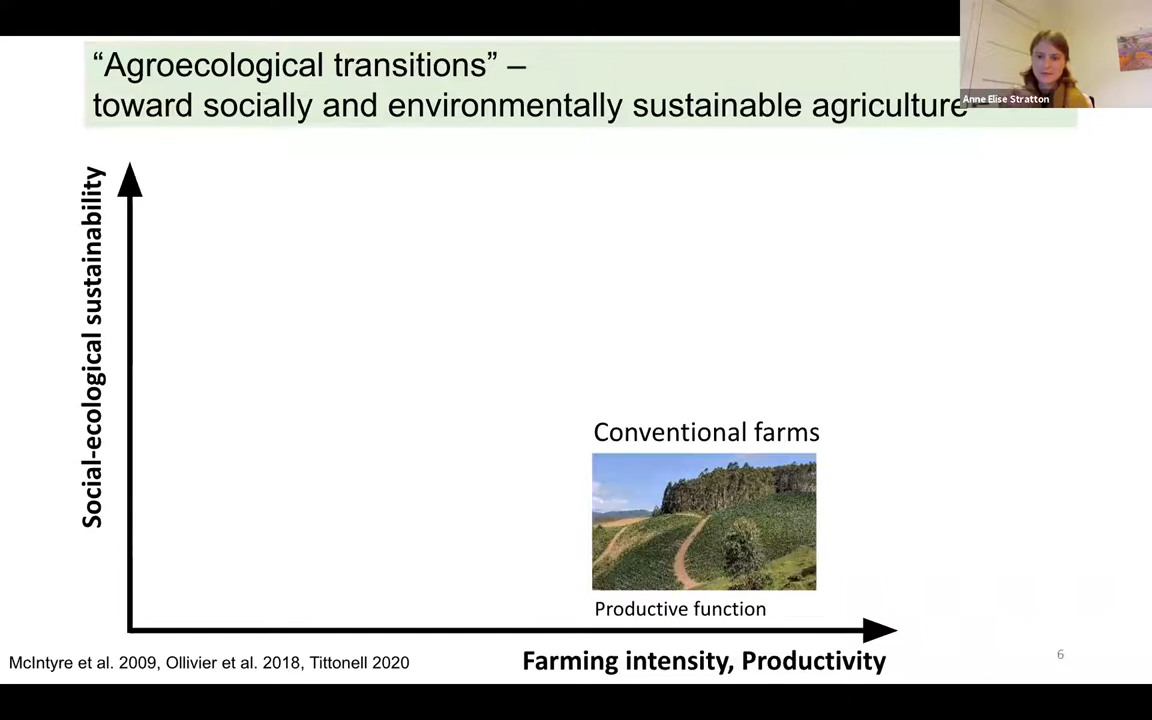 “Agroecological transitions” –
toward socially and environmentally sustainable agriculture
Anne Elise Stratton
Social-ecological sustainability
Conventional farms
Productive function
Farming intensity, Productivity
McIntyre et al. 2009, Ollivier et al. 2018, Tittonell 2020
6